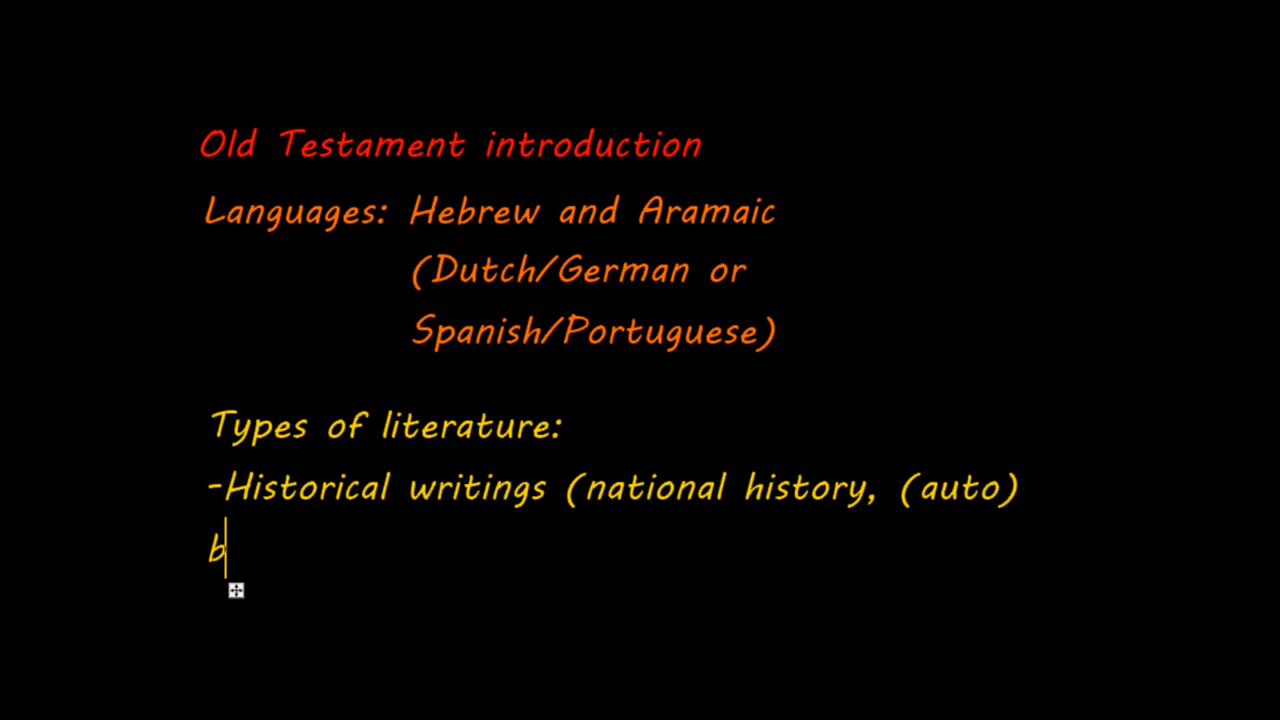 Old Testament introduction
Languages: Hebrew and Aramaic
(Dutch/German or
Spanish/Portuguese)
Types of literature:
-Historical writings (national history, (auto)
b